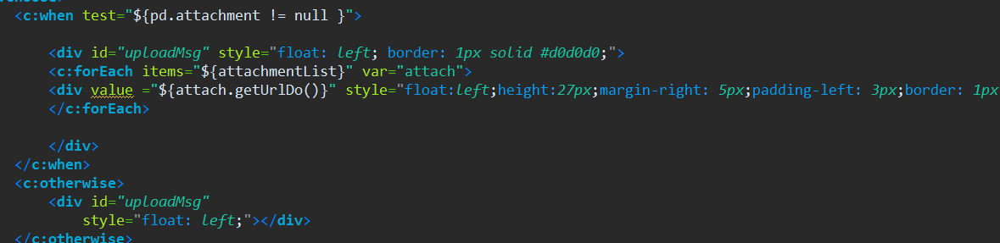 <c:when test="${pd.attachment != null }">
<div id="uploadMsg" style="float: left; border: 1px solid #d0d0d0;">
<c:forEach items="${attachmentList}" var="attach">
<div value ="${attach.getUrlDo()}" style="float:left;height:27px;margin-right: 5px;padding-left: 3px;border: 1px
</c:forEach>
</div>
</c:when>
<c:otherwise>
<div id="uploadMsg"
style="float: left;"></div>
</c:otherwise>